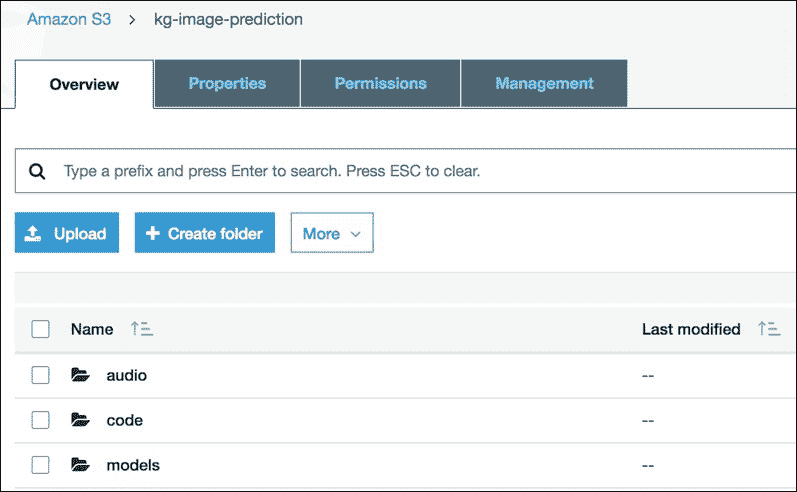 Amazon S3 > kg-image-prediction
Overview Properties Permissions Management
Type a prefix and press Enter to search. Press ESC to clear.
Upload + Create folder More
Name Last modified
audio --
code --
models --